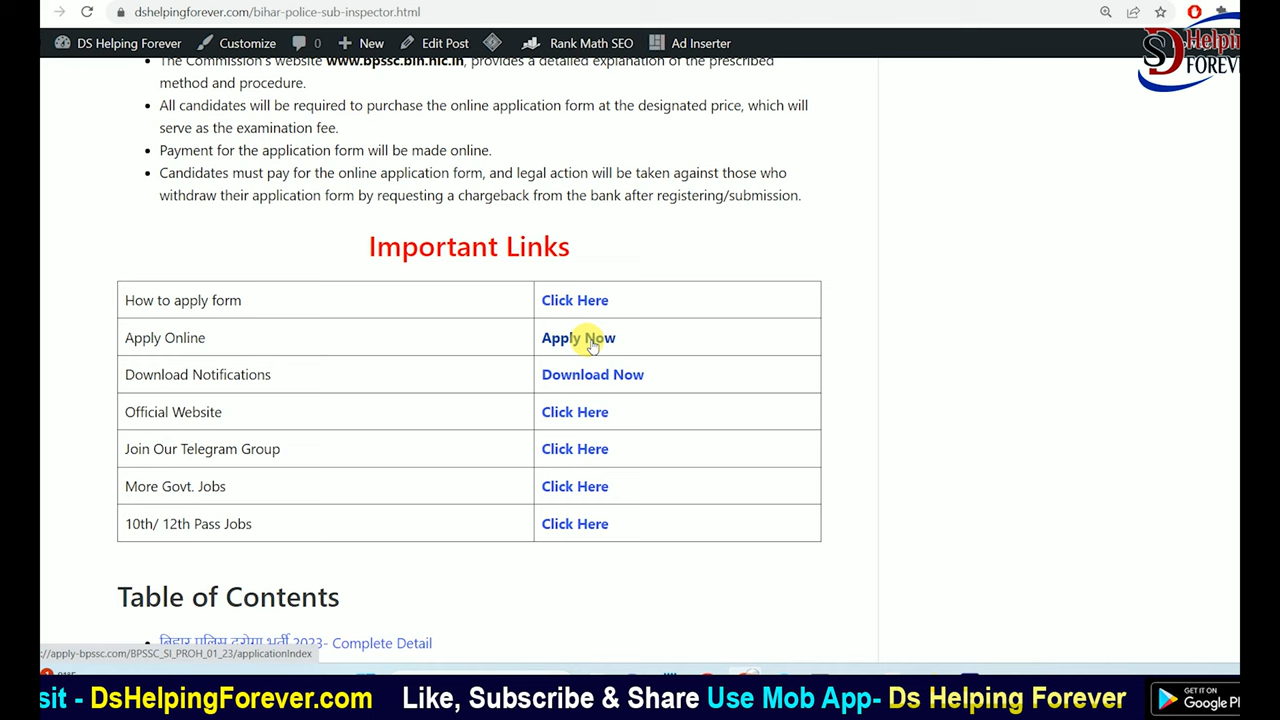 dshelpingforever.com/bihar-police-sub-inspector.html
DS Helping Forever Customize 0 New Edit Post Rank Math SEO Ad Inserter
SD Helping
FOREV
The Commission's website www.bpssc.bih.nic.in, provides a detailed explanation of the prescribed
method and procedure.
All candidates will be required to purchase the online application form at the designated price, which will
serve as the examination fee.
Payment for the application form will be made online.
Candidates must pay for the online application form, and legal action will be taken against those who
withdraw their application form by requesting a chargeback from the bank after registering/submission.
Important Links
How to apply form Click Here
Apply Online Apply Now
Download Notifications Download Now
Official Website Click Here
Join Our Telegram Group Click Here
More Govt. Jobs Click Here
10th/ 12th Pass Jobs Click Here
Table of Contents
बिहार पुलिस दरोगा भर्ती 2023- Complete Detail
://apply-bpssc.com/BPSSC_SI_PROH_01_23/applicationIndex
sit - DsHelpingForever.com Like, Subscribe & Share Use Mob App- Ds Helping Forever
GET IT ON
Google Pl